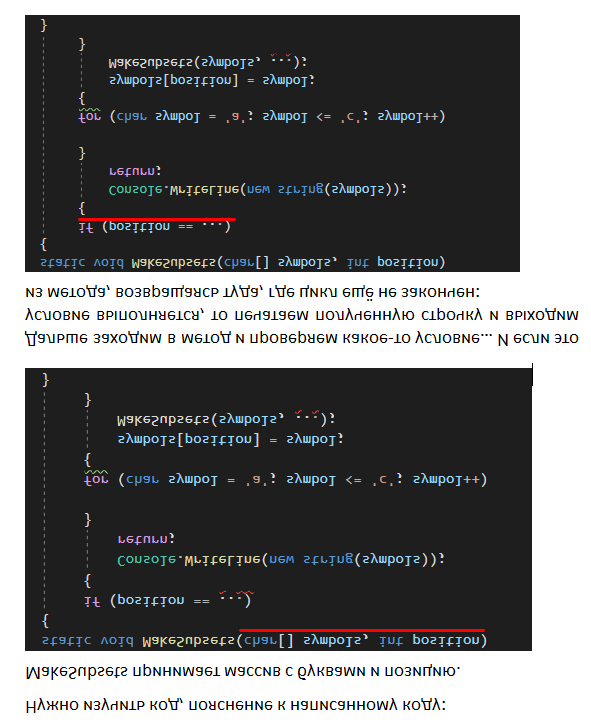 Нужно изучить код, пояснение к написанному коду:
MakeSubsets принимает массив с буквами и позицию.
static void MakeSubsets(char[] symbols, int position)
{
if (position == ...)
{
Console.WriteLine(new string(symbols));
return;
}
for (char symbol = 'a'; symbol <= 'c'; symbol++)
{
symbols[position] = symbol;
MakeSubsets(symbols, ...);
}
}
Дальше заходим в метод и проверяем какое-то условие... И если это
условие выполняется, то печатаем полученную строчку и выходим
из метода, возвращаясь туда, где цикл ещё не закончен:
static void MakeSubsets(char[] symbols, int position)
{
if (position == ...)
{
Console.WriteLine(new string(symbols));
return;
}
for (char symbol = 'a'; symbol <= 'c'; symbol++)
{
symbols[position] = symbol;
MakeSubsets(symbols, ...);
}
}